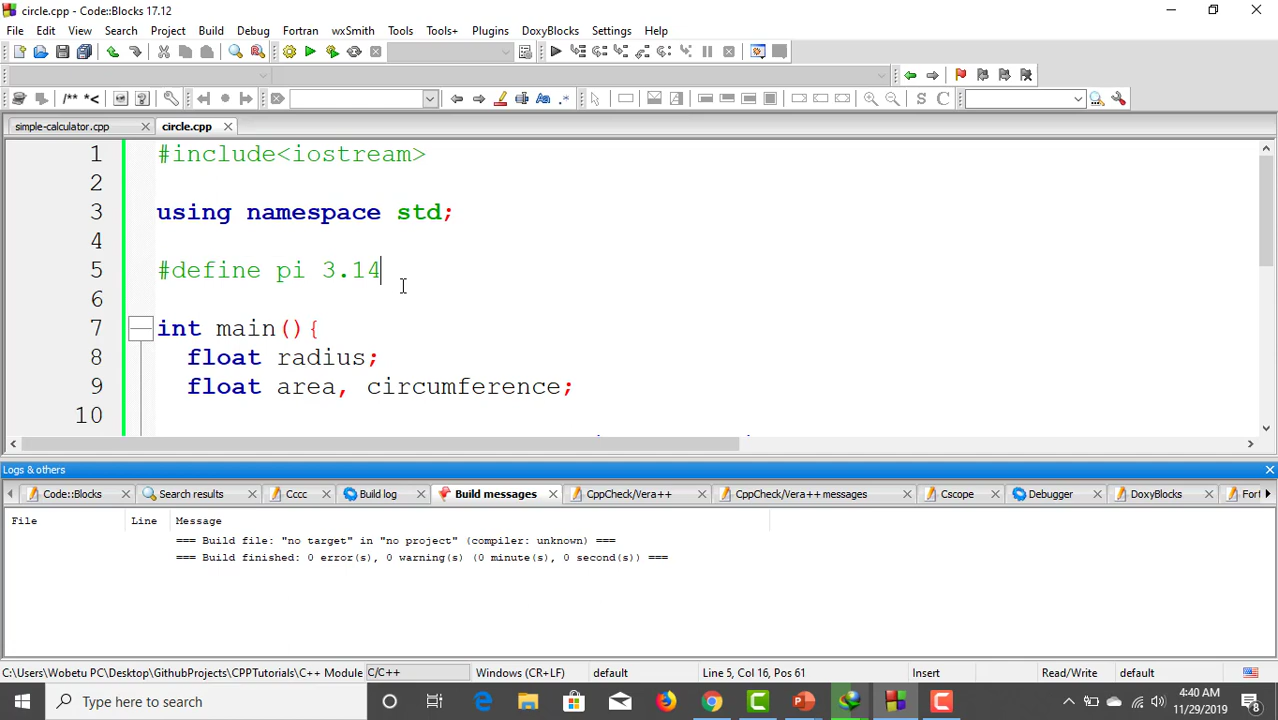 circle.cpp - Code::Blocks 17.12
File Edit View Search Project Build Debug Fortran wxSmith Tools Tools+ Plugins DoxyBlocks Settings Help
/** *<
S C
simple-calculator.cpp circle.cpp
1 #include<iostream>
2
3 using namespace std;
4
5 #define pi 3.14
6
7 int main(){
8 float radius;
9 float area, circumference;
10
Logs & others
Code::Blocks Search results Cccc Build log Build messages CppCheck/Vera++ CppCheck/Vera++ messages Cscope Debugger DoxyBlocks Fort
File Line Message
=== Build file: "no target" in "no project" (compiler: unknown) ===
=== Build finished: 0 error(s), 0 warning(s) (0 minute(s), 0 second(s)) ===
C:\Users\Wobetu PC\Desktop\GithubProjects\CPPTutorials\C++ Module C/C++ Windows (CR+LF) default Line 5, Col 16, Pos 61 Insert Read/Write default
Type here to search
4:40 AM
11/29/2019
8